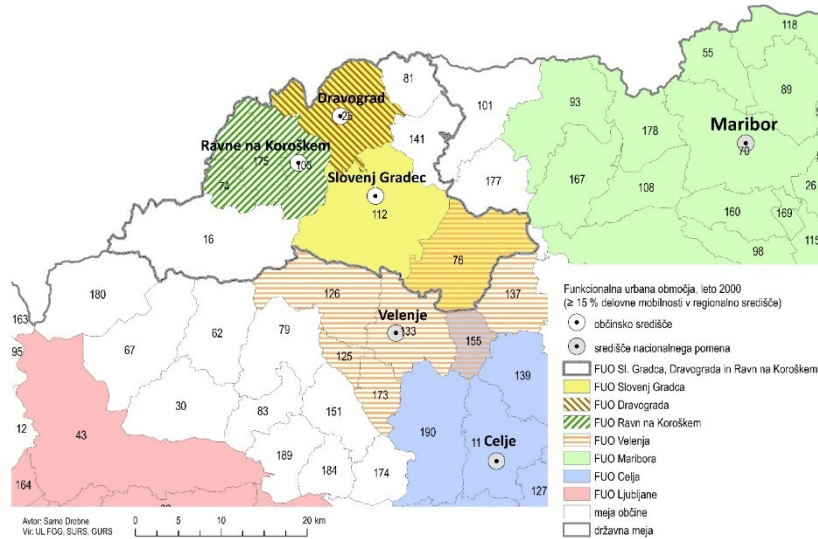 118
55
81
Dravograd
101
93
89
25
Maribor
Ravne na Koroškem
141
178
70
175
103
Slovenj Gradec
74
177
167
108
26
112
160
169
16
115
76
98
180
126
137
163
Velenje
62
79
133
95
67
125
155
139
173
30
83
151
12
43
190
11
Celje
189
184
174
164
127
Funkcionalna urbana območja, leto 2000
(≥ 15 % delovne mobilnosti v regionalno središče)
občinsko središče
središče nacionalnega pomena
FUO Sl. Gradca, Dravograda in Ravn na Koroškem
FUO Slovenj Gradca
FUO Dravograda
FUO Ravn na Koroškem
FUO Velenja
FUO Maribora
FUO Celja
FUO Ljubljane
meja občine
državna meja
Avtor: Samo Drobne
Vir: UL FGG, SURS, GURS
0 5 10 20 km